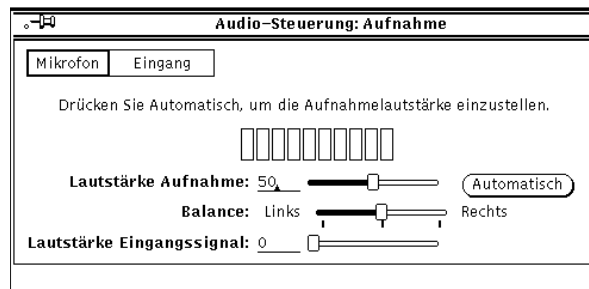 Audio-Steuerung: Aufnahme
Mikrofon Eingang
Drücken Sie Automatisch, um die Aufnahmelautstärke einzustellen.
Lautstärke Aufnahme: 50 Automatisch
Balance: Links Rechts
Lautstärke Eingangssignal: 0